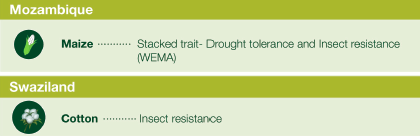 Mozambique
Maize ··········· Stacked trait- Drought tolerance and Insect resistance
(WEMA)
Swaziland
Cotton ··········· Insect resistance